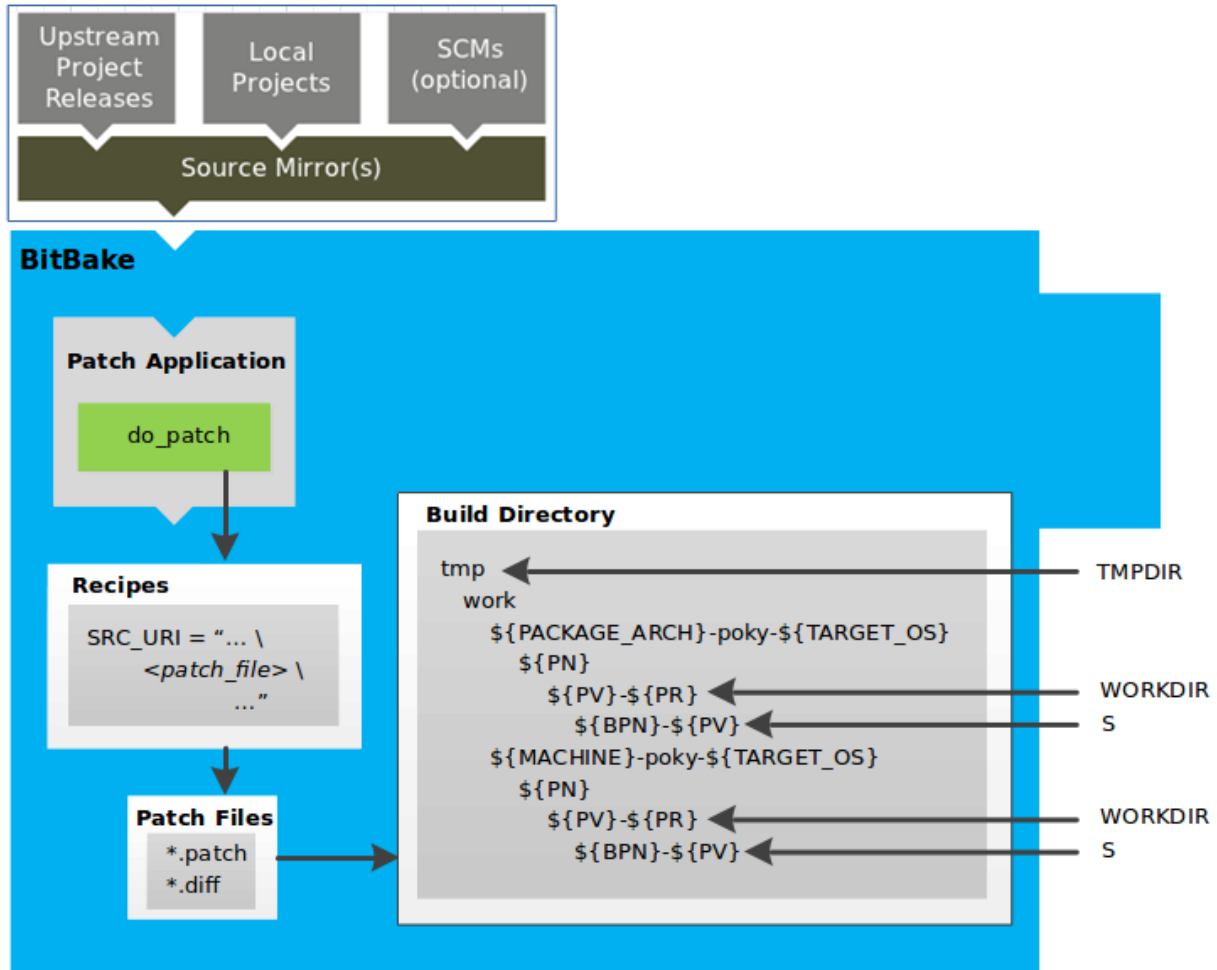 Upstream
Project
Releases
Local
Projects
SCMs
(optional)
Source Mirror(s)
BitBake
Patch Application
do_patch
Recipes
SRC_URI = “... \
<patch_file> \
...”
Patch Files
*.patch
*.diff
Build Directory
tmp
work
${PACKAGE_ARCH}-poky-${TARGET_OS}
${PN}
${PV}-${PR}
${BPN}-${PV}
${MACHINE}-poky-${TARGET_OS}
${PN}
${PV}-${PR}
${BPN}-${PV}
TMPDIR
WORKDIR
S
WORKDIR
S